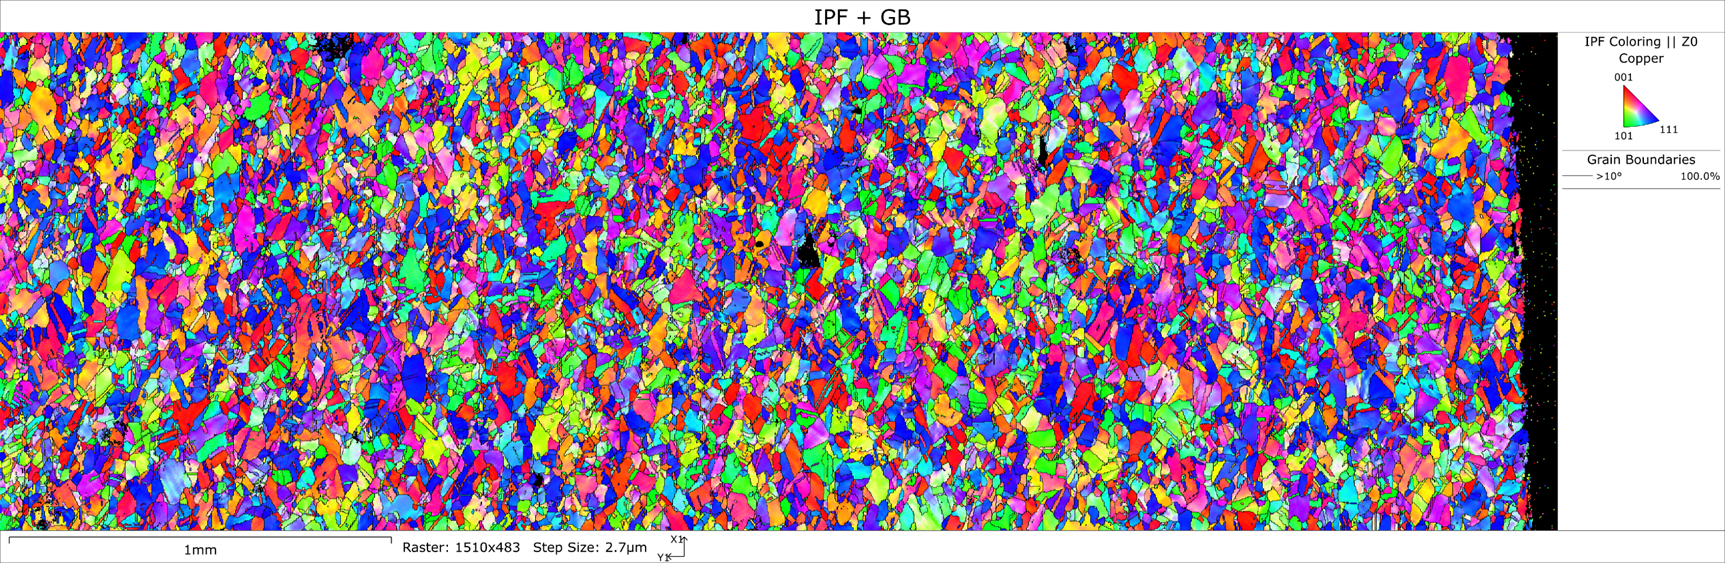 IPF + GB
IPF Coloring || Z0
Copper
001
101
111
Grain Boundaries
>10° 100.0%
1mm
Raster: 1510x483 Step Size: 2.7µm
X1
Y1